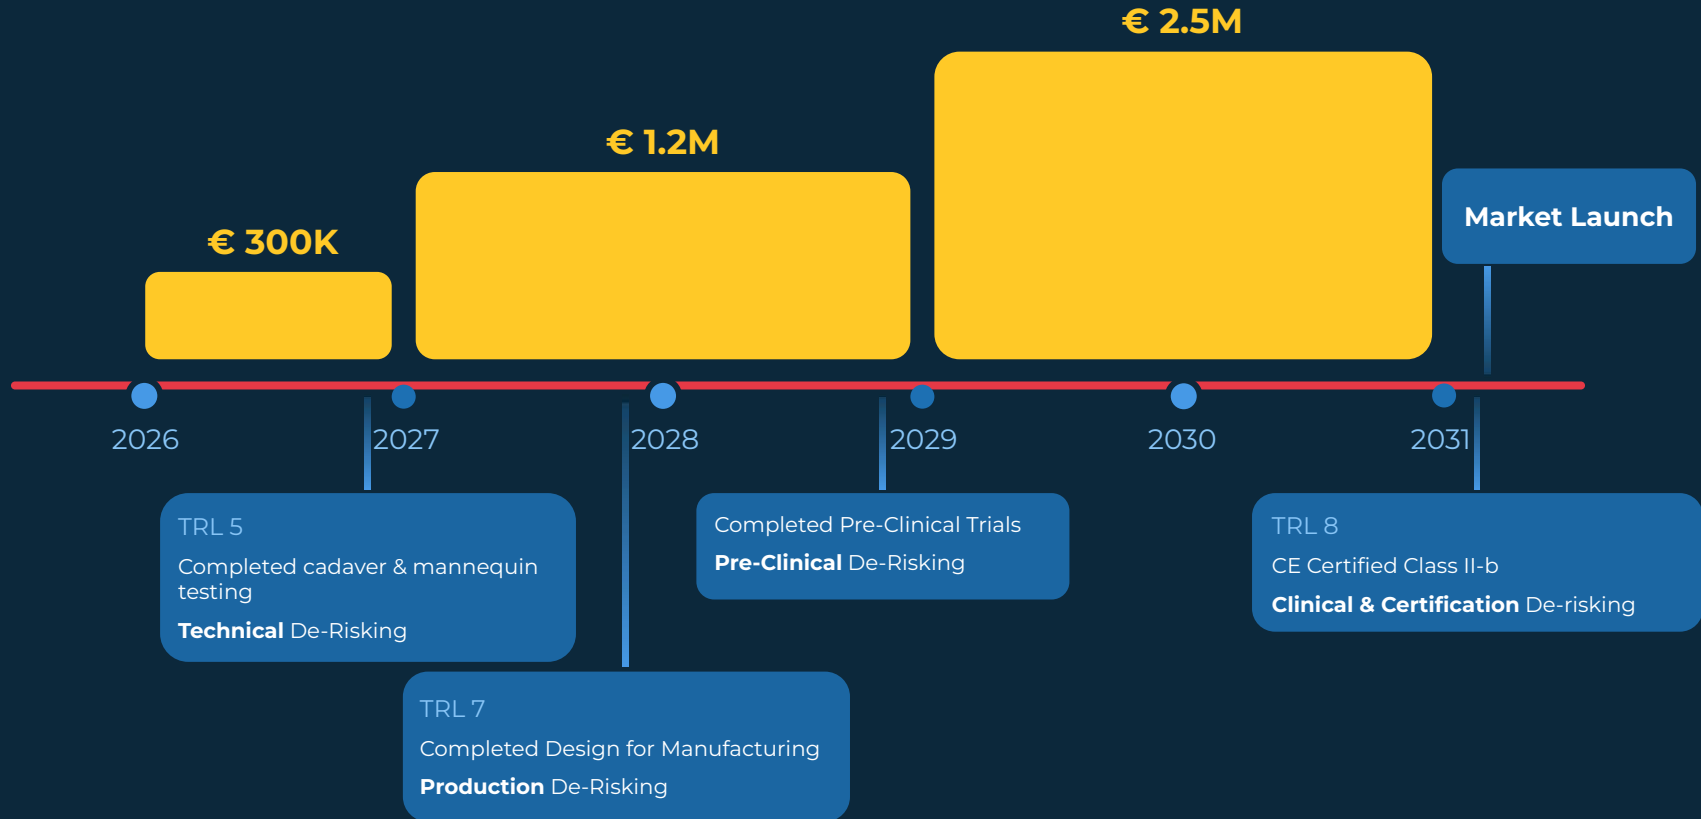 € 2.5M
€ 1.2M
€ 300K
Market Launch
2026
2027
2028
2029
2030
2031
TRL 5
Completed cadaver & mannequin
testing
Technical De-Risking
TRL 7
Completed Design for Manufacturing
Production De-Risking
Completed Pre-Clinical Trials
Pre-Clinical De-Risking
TRL 8
CE Certified Class II-b
Clinical & Certification De-risking